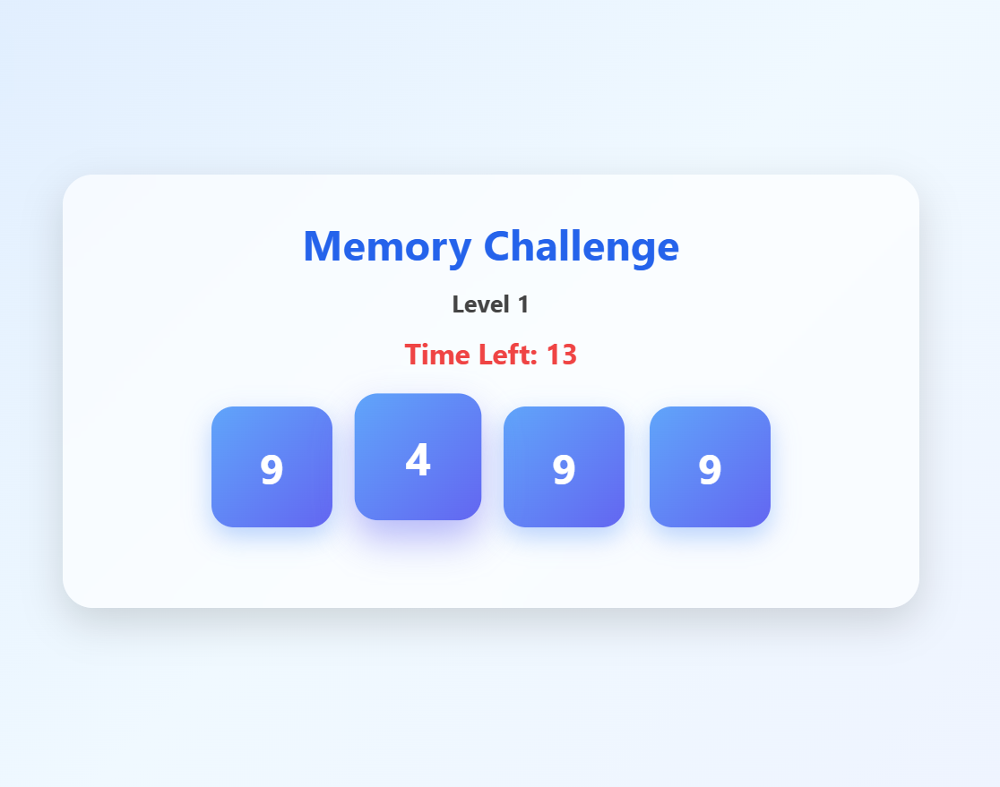 Memory Challenge
Level 1
Time Left: 13
9 4 9 9